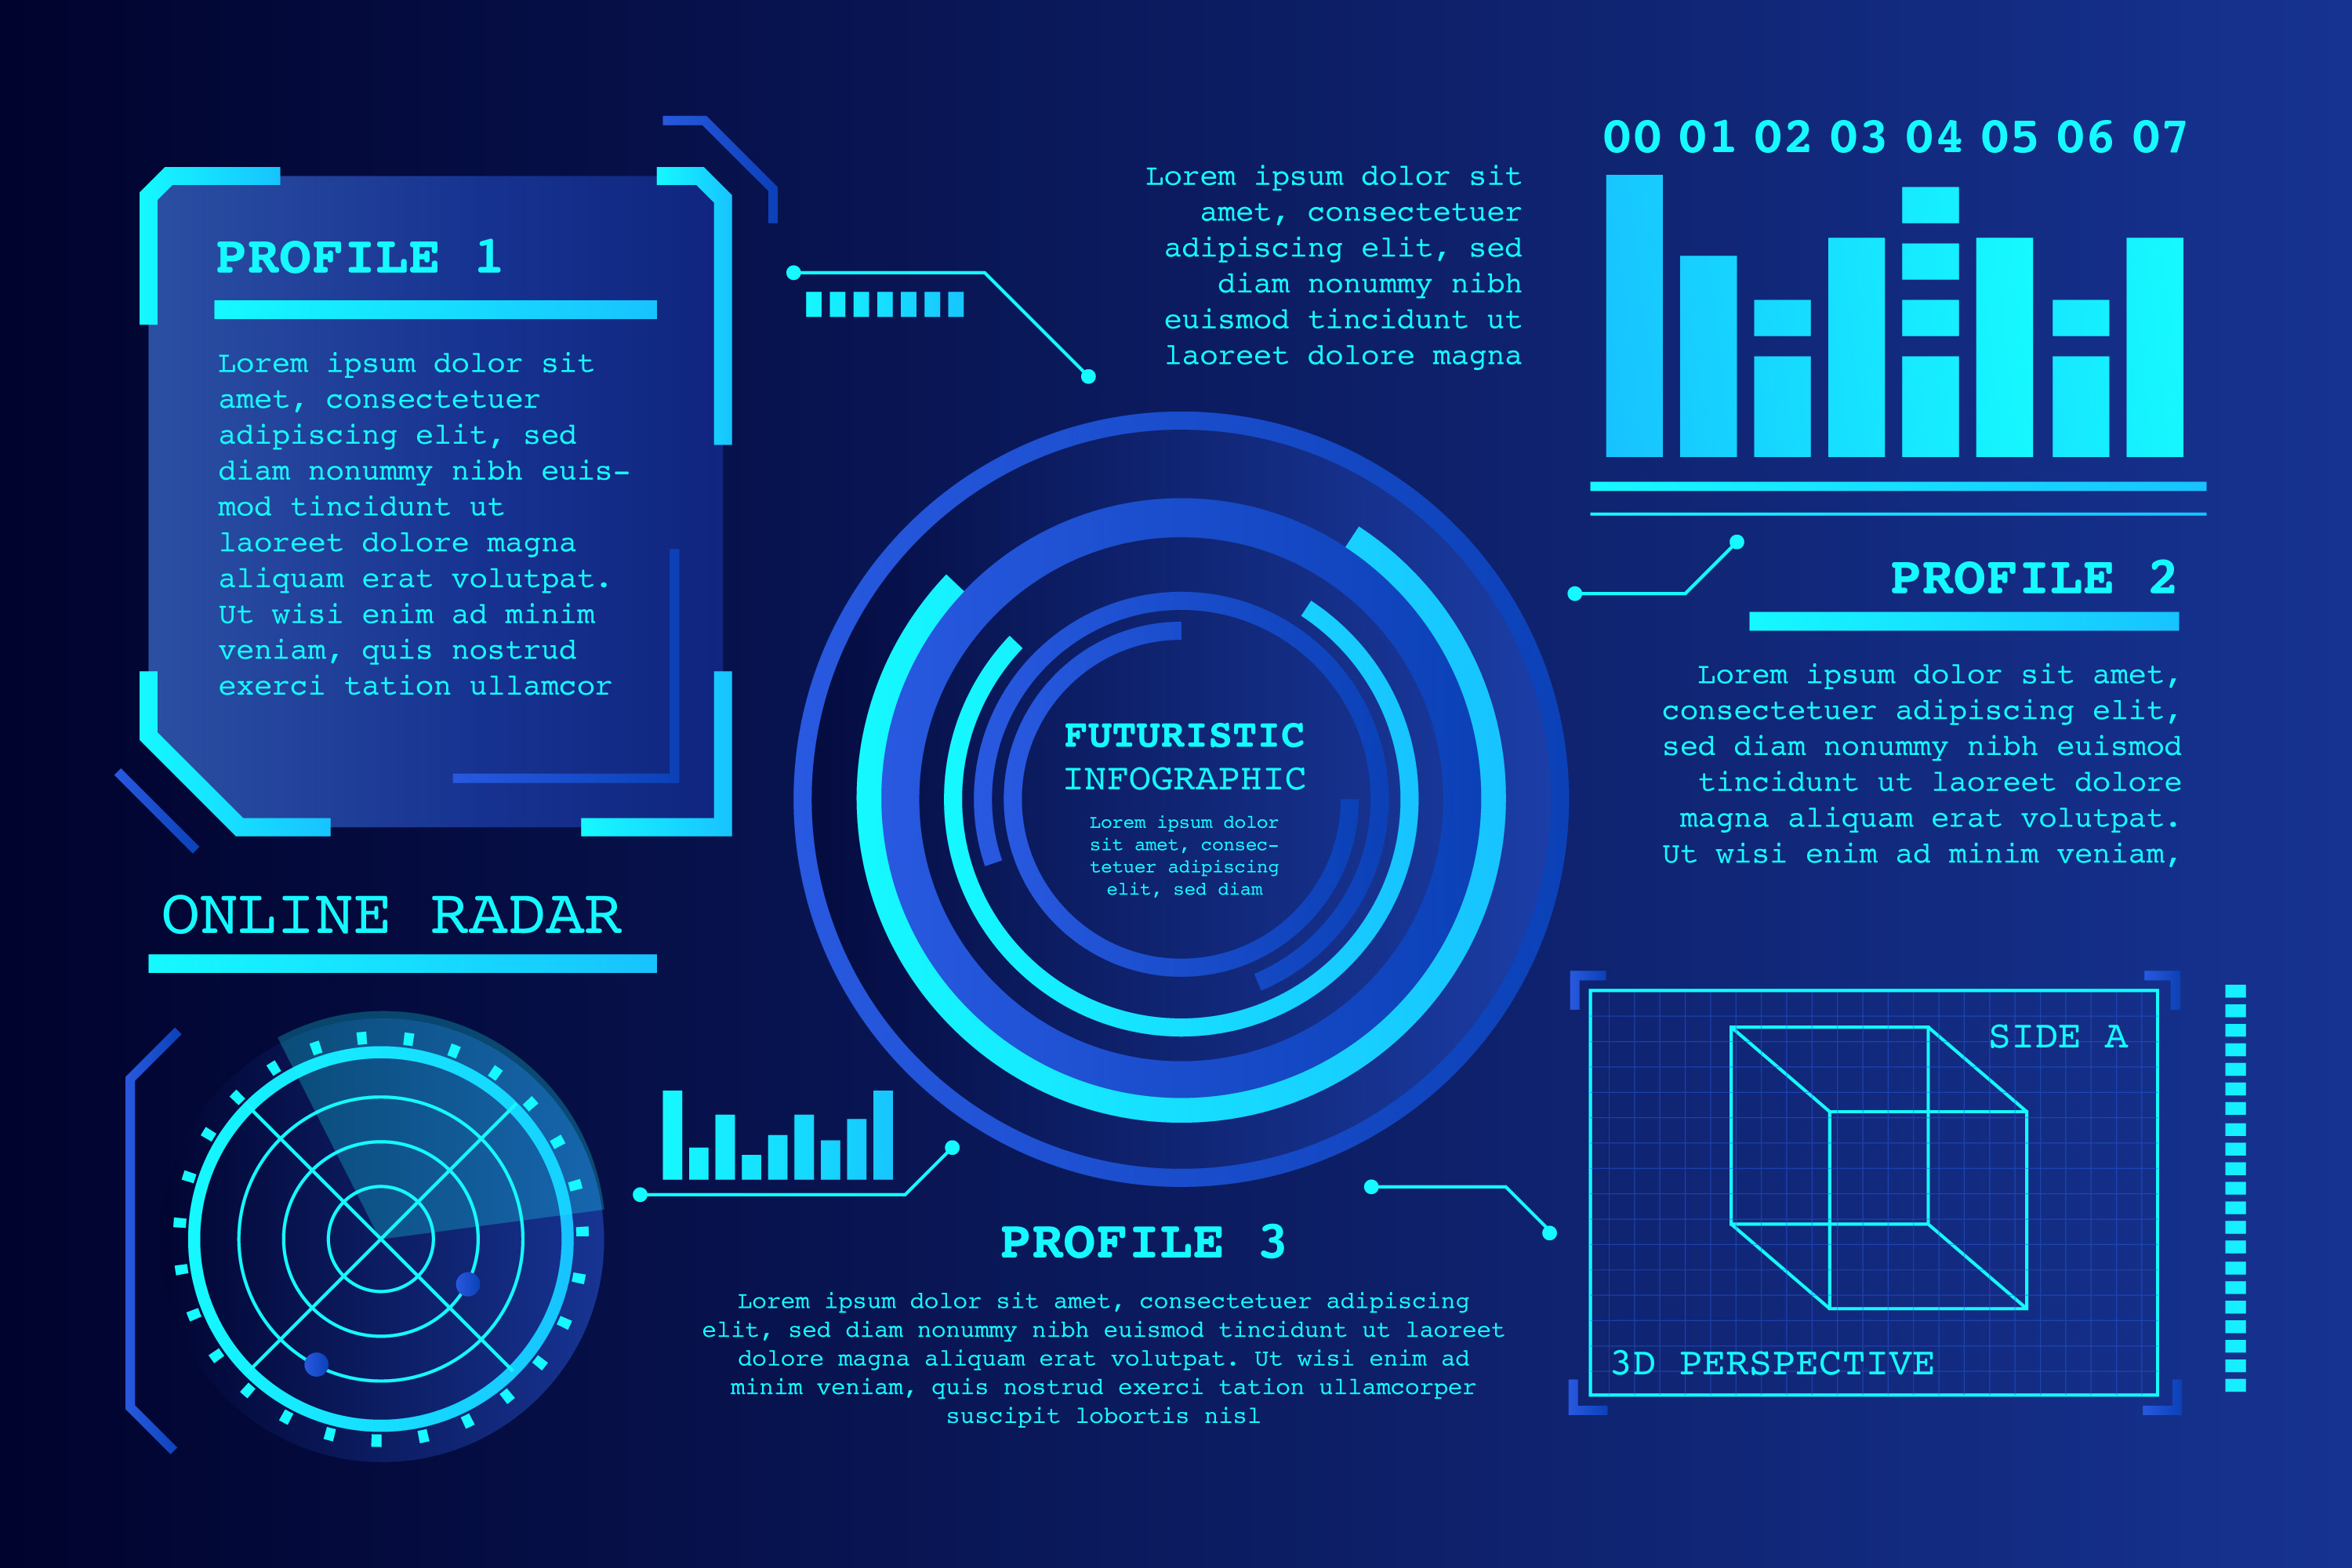 PROFILE 1
Lorem ipsum dolor sit
amet, consectetuer
adipiscing elit, sed
diam nonummy nibh euis-
mod tincidunt ut
laoreet dolore magna
aliquam erat volutpat.
Ut wisi enim ad minim
veniam, quis nostrud
exerci tation ullamcor
Lorem ipsum dolor sit
amet, consectetuer
adipiscing elit, sed
diam nonummy nibh
euismod tincidunt ut
laoreet dolore magna
00 01 02 03 04 05 06 07
PROFILE 2
Lorem ipsum dolor sit amet,
consectetuer adipiscing elit,
sed diam nonummy nibh euismod
tincidunt ut laoreet dolore
magna aliquam erat volutpat.
Ut wisi enim ad minim veniam,
FUTURISTIC
INFOGRAPHIC
Lorem ipsum dolor
sit amet, consec-
tetuer adipiscing
elit, sed diam
ONLINE RADAR
PROFILE 3
Lorem ipsum dolor sit amet, consectetuer adipiscing
elit, sed diam nonummy nibh euismod tincidunt ut laoreet
dolore magna aliquam erat volutpat. Ut wisi enim ad
minim veniam, quis nostrud exerci tation ullamcorper
suscipit lobortis nisl
SIDE A
3D PERSPECTIVE